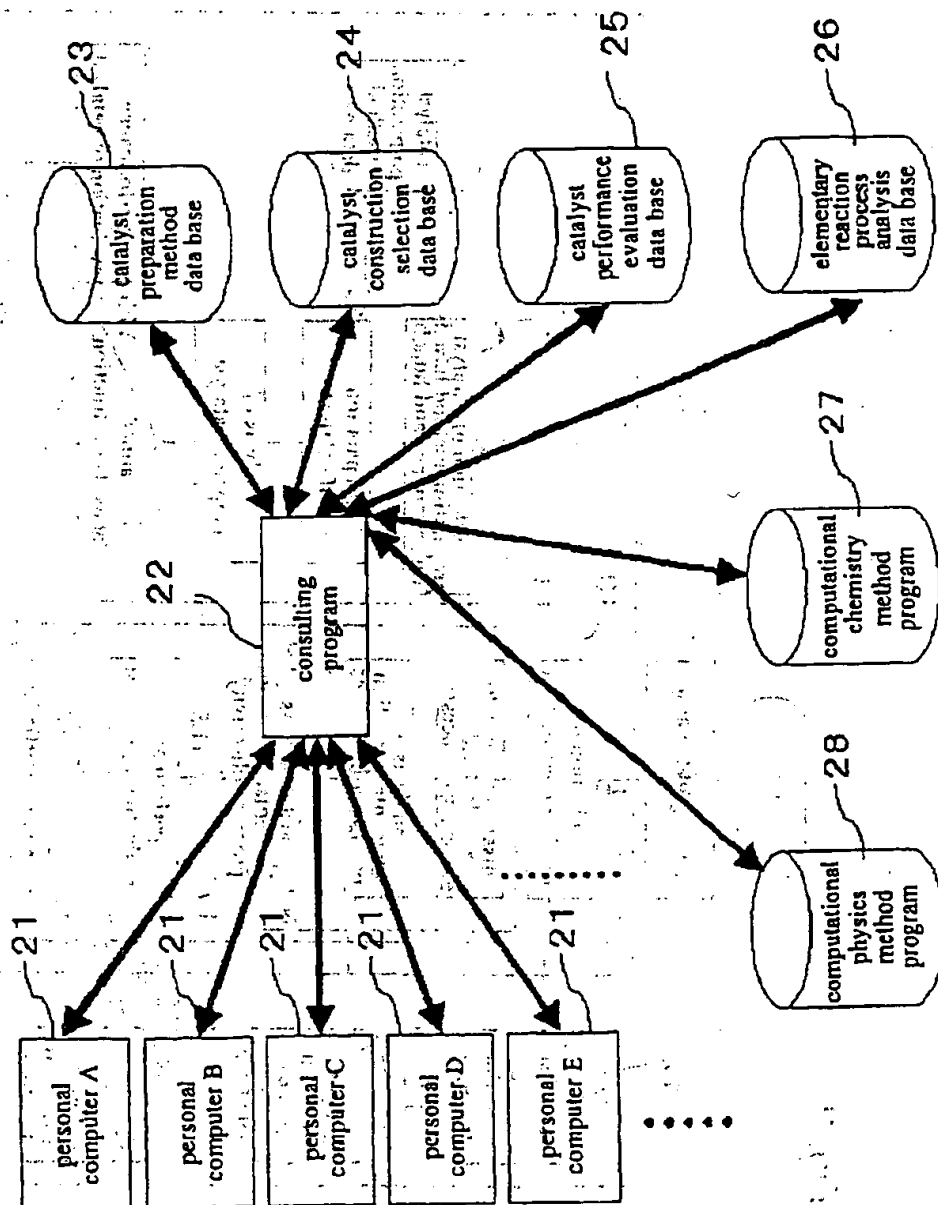 21
personal
computer A
21
personal
computer B
21
personal
computer C
21
personal
computer D
21
personal
computer E
22
consulting
program
23
catalyst
preparation
method
data base
24
catalyst
construction
selection
data base
25
catalyst
performance
evaluation
data base
26
elementary
reaction
process
analysis
data base
27
computational
chemistry
method
program
28
computational
physics
method
program